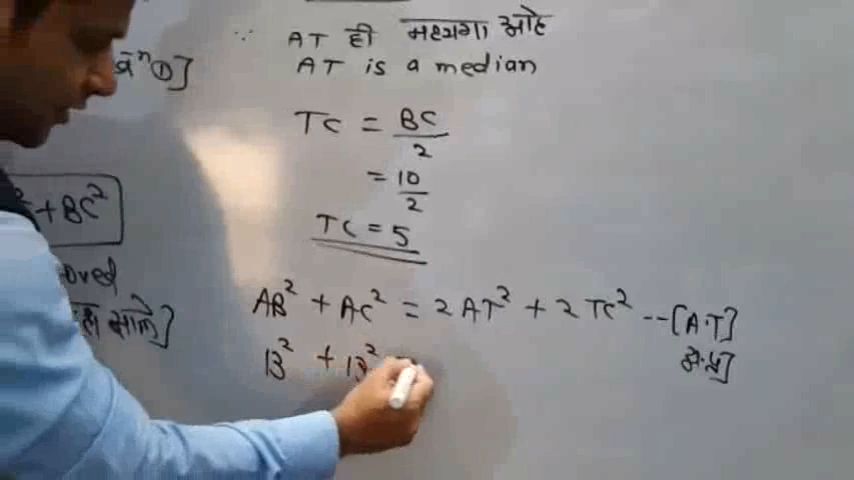 ∵ AT ही मध्यगा आहे
AT is a median
TC = BC/2
= 10/2
TC = 5
AB² + AC² = 2AT² + 2TC² --[A.T]
13² + 13²
+BC²